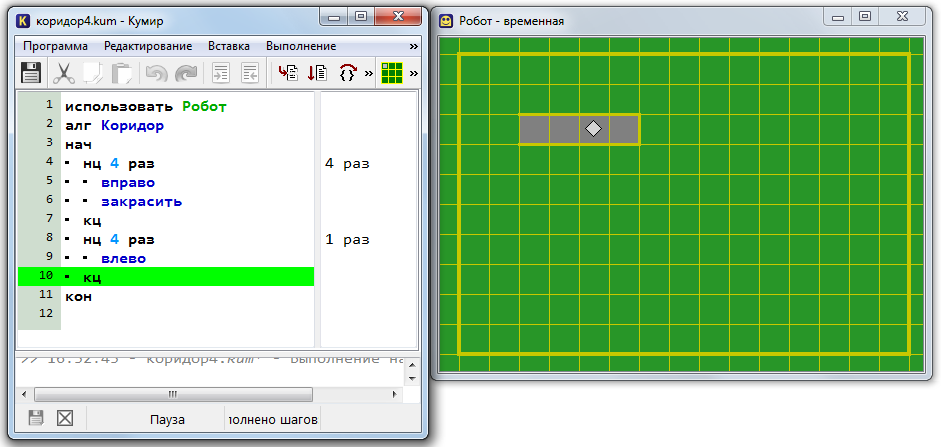 коридор4.kum - Кумир
Программа Редактирование Вставка Выполнение »
» »
1 использовать Робот
2 алг Коридор
3 нач
4 нц 4 раз 4 раз
5 вправо
6 закрасить
7 кц
8 нц 4 раз 1 раз
9 влево
10 кц
11 кон
12
>> 16:52:45 - коридор4.kum* - Выполнение на
Пауза олнено шагов
Робот - временная